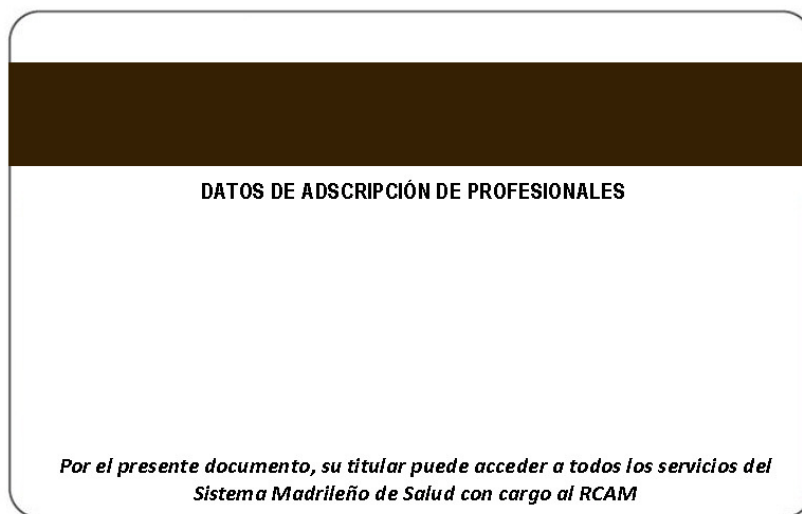 DATOS DE ADSCRIPCIÓN DE PROFESIONALES
Por el presente documento, su titular puede acceder a todos los servicios del
Sistema Madrileño de Salud con cargo al RCAM